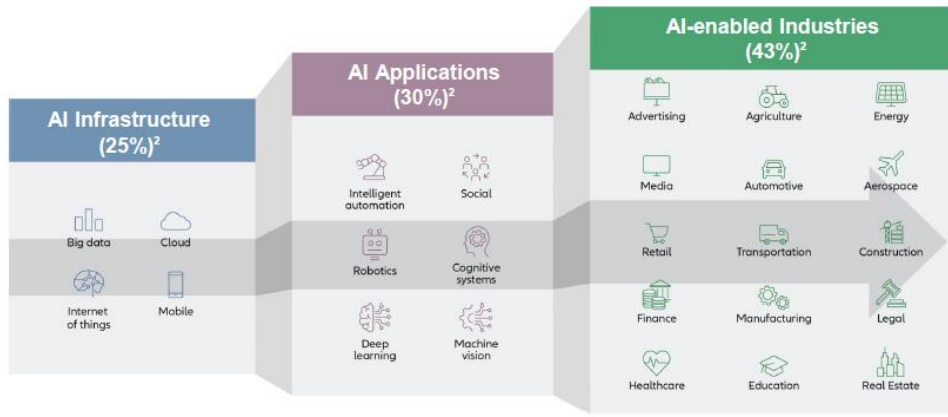 AI Infrastructure
(25%)²
Big data
Cloud
Internet
of things
Mobile
AI Applications
(30%)²
Intelligent
automation
Social
Robotics
Cognitive
systems
Deep
learning
Machine
vision
AI-enabled Industries
(43%)²
Advertising
Agriculture
Energy
Media
Automotive
Aerospace
Retail
Transportation
Construction
Finance
Manufacturing
Legal
Healthcare
Education
Real Estate